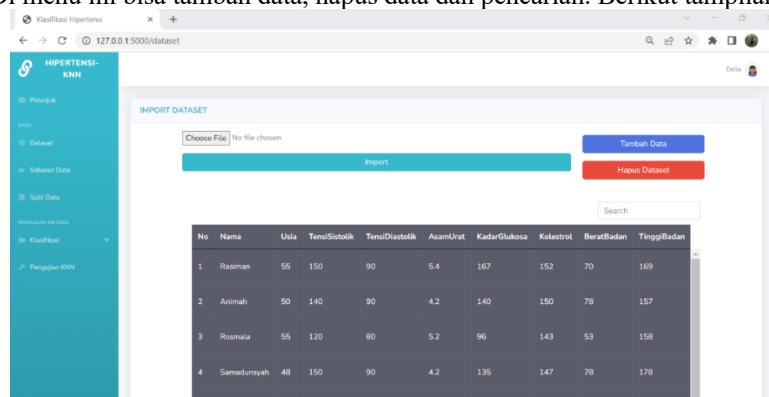 Di menu ini bisa tambah data, hapus data dan pencarian. Berikut tampilan
Klasifikasi Hipertensi
127.0.0.1:5000/dataset
HIPERTENSI-
KNN
Della
Petunjuk
IMPORT DATASET
DATA
Choose File No file chosen
Tambah Data
Dataset
Import
Hapus Dataset
Sebaran Data
Split Data
Search
PENGUJIAN METODE
No Nama Usia TensiSistolik TensiDiastolik AsamUrat KadarGlukosa Kolestrol BeratBadan TinggiBadan
Klasifikasi
Pengujian KNN
1 Rasiman 55 150 90 5.4 167 152 70 169
2 Animah 50 140 90 4.2 140 150 78 157
3 Rosmala 55 120 80 5.2 96 143 53 158
4 Samadunsyah 48 150 90 4.2 135 147 78 178